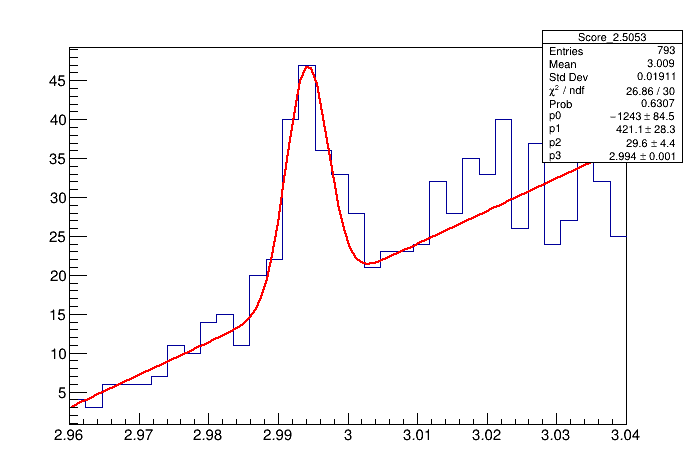 Score_2.5053
Entries 793
Mean 3.009
Std Dev 0.01911
χ² / ndf 26.86 / 30
Prob 0.6307
p0 −1243 ± 84.5
p1 421.1 ± 28.3
p2 29.6 ± 4.4
p3 2.994 ± 0.001
45
40
35
30
25
20
15
10
5
2.96 2.97 2.98 2.99 3 3.01 3.02 3.03 3.04